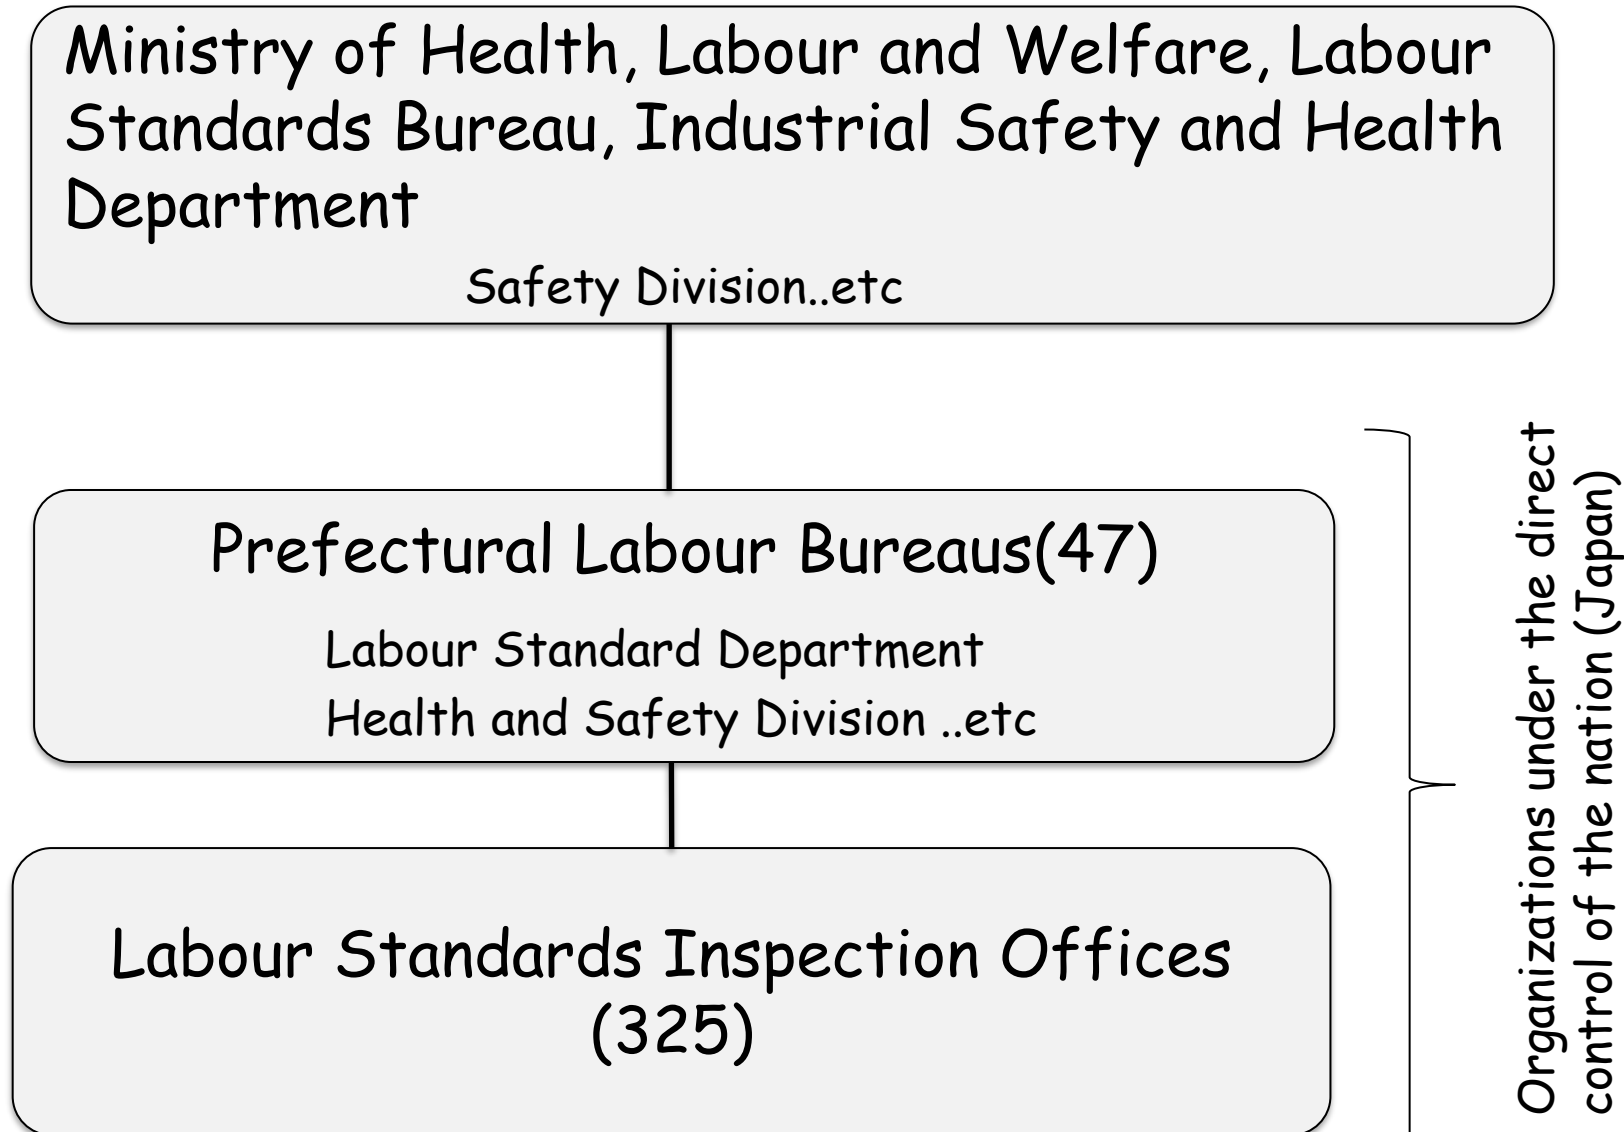 Ministry of Health, Labour and Welfare, Labour
Standards Bureau, Industrial Safety and Health
Department
Safety Division..etc
Prefectural Labour Bureaus(47)
Labour Standard Department
Health and Safety Division ..etc
Labour Standards Inspection Offices
(325)
Organizations under the direct
control of the nation (Japan)